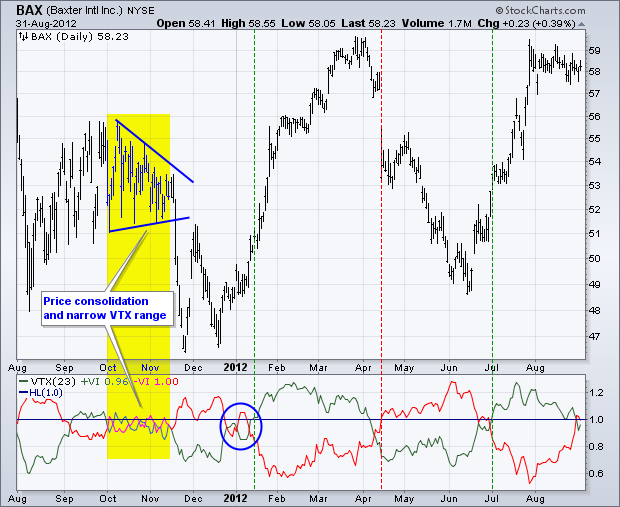 BAX (Baxter Intl Inc.) NYSE
© StockCharts.com
31-Aug-2012
Open 58.41 High 58.55 Low 58.05 Last 58.23 Volume 1.7M Chg +0.23 (+0.39%)
BAX (Daily) 58.23
59
58
57
56
55
54
53
52
51
50
49
48
47
Price consolidation
and narrow VTX range
Aug Sep Oct Nov Dec 2012 Feb Mar Apr May Jun Jul Aug
VTX(23) +VI 0.96 -VI 1.00
HL(1.0)
1.2
1.0
0.8
0.6
Aug Sep Oct Nov Dec 2012 Feb Mar Apr May Jun Jul Aug